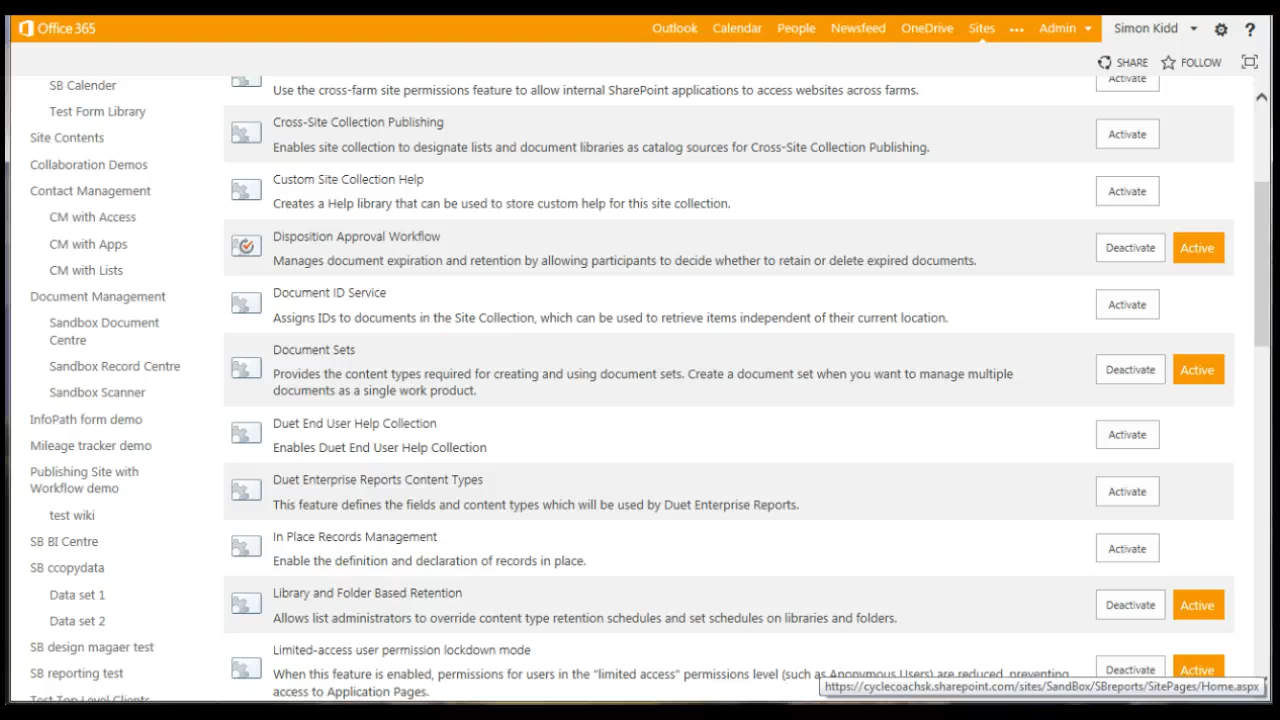 Office 365
Outlook Calendar People Newsfeed OneDrive Sites ... Admin Simon Kidd ?
SHARE FOLLOW
SB Calender
Test Form Library
Site Contents
Collaboration Demos
Contact Management
CM with Access
CM with Apps
CM with Lists
Document Management
Sandbox Document
Centre
Sandbox Record Centre
Sandbox Scanner
InfoPath form demo
Mileage tracker demo
Publishing Site with
Workflow demo
test wiki
SB BI Centre
SB ccopydata
Data set 1
Data set 2
SB design magaer test
SB reporting test
Test Top Level Clients
Use the cross-farm site permissions feature to allow internal SharePoint applications to access websites across farms.
Activate
Cross-Site Collection Publishing
Enables site collection to designate lists and document libraries as catalog sources for Cross-Site Collection Publishing.
Activate
Custom Site Collection Help
Creates a Help library that can be used to store custom help for this site collection.
Activate
Disposition Approval Workflow
Manages document expiration and retention by allowing participants to decide whether to retain or delete expired documents.
Deactivate Active
Document ID Service
Assigns IDs to documents in the Site Collection, which can be used to retrieve items independent of their current location.
Activate
Document Sets
Provides the content types required for creating and using document sets. Create a document set when you want to manage multiple
documents as a single work product.
Deactivate Active
Duet End User Help Collection
Enables Duet End User Help Collection
Activate
Duet Enterprise Reports Content Types
This feature defines the fields and content types which will be used by Duet Enterprise Reports.
Activate
In Place Records Management
Enable the definition and declaration of records in place.
Activate
Library and Folder Based Retention
Allows list administrators to override content type retention schedules and set schedules on libraries and folders.
Deactivate Active
Limited-access user permission lockdown mode
When this feature is enabled, permissions for users in the "limited access" permissions level (such as Anonymous Users) are reduced, preventing
access to Application Pages.
Deactivate Active
https://cyclecoachsk.sharepoint.com/sites/SandBox/SBreports/SitePages/Home.aspx